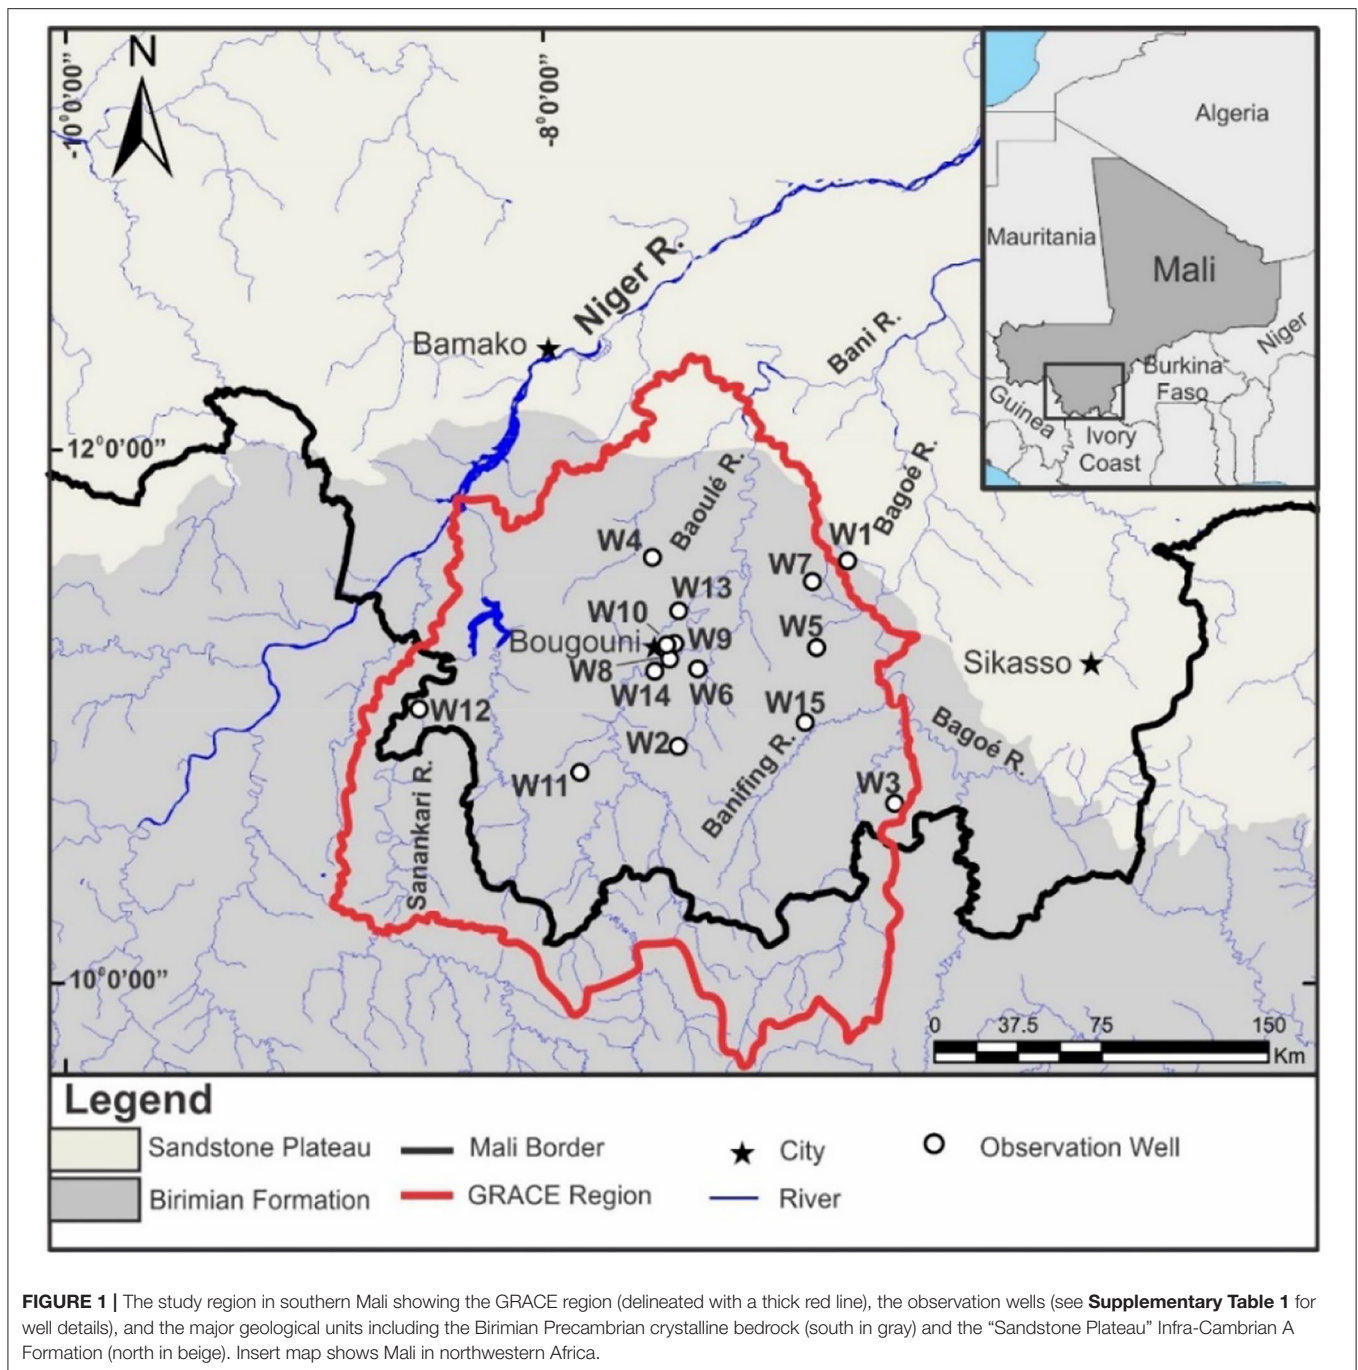 N
-10°0'00"
-8°0'00"
Algeria
Mauritania
Mali
Niger
Burkina
Faso
Guinea
Ivory
Coast
Niger R.
Bamako
Bani R.
12°0'00"
Baoulé R.
Bagoé R.
W4
W1
W7
W13
W10
W9
W5
Bougouni
W8
Sikasso
W14
W6
W12
W15
Bagoé R.
W2
W11
Banifing R.
W3
Sanankari R.
10°0'00"
0 37.5 75 150
Km
Legend
Sandstone Plateau Mali Border City Observation Well
Birimian Formation GRACE Region River
FIGURE 1 | The study region in southern Mali showing the GRACE region (delineated with a thick red line), the observation wells (see Supplementary Table 1 for
well details), and the major geological units including the Birimian Precambrian crystalline bedrock (south in gray) and the “Sandstone Plateau” Infra-Cambrian A
Formation (north in beige). Insert map shows Mali in northwestern Africa.